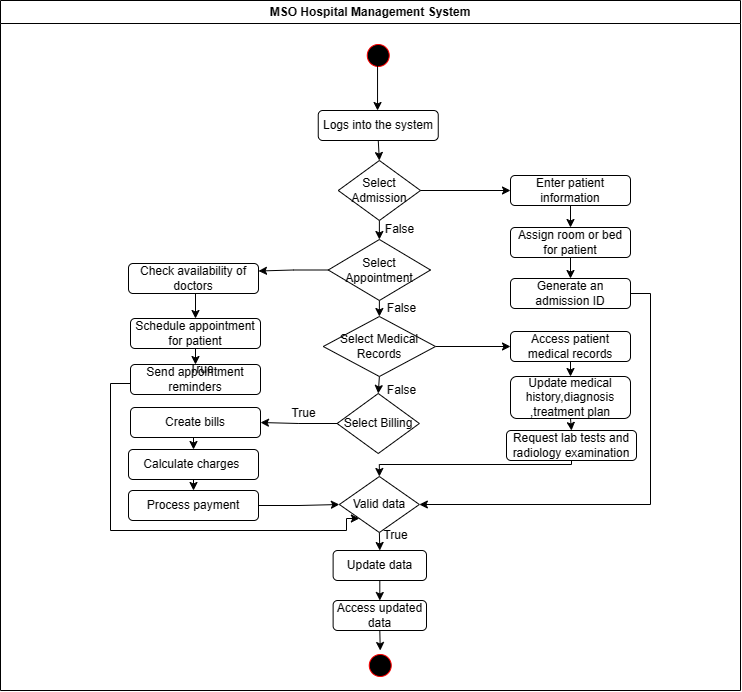 MSO Hospital Management System
Logs into the system
Select
Admission
False
Enter patient
information
Assign room or bed
for patient
Generate an
admission ID
Select
Appointment
False
Check availability of
doctors
Schedule appointment
for patient
True
Send appointment
reminders
Select Medical
Records
False
Access patient
medical records
Update medical
history,diagnosis
,treatment plan
Request lab tests and
radiology examination
Select Billing
True
Create bills
Calculate charges
Process payment
Valid data
True
Update data
Access updated
data